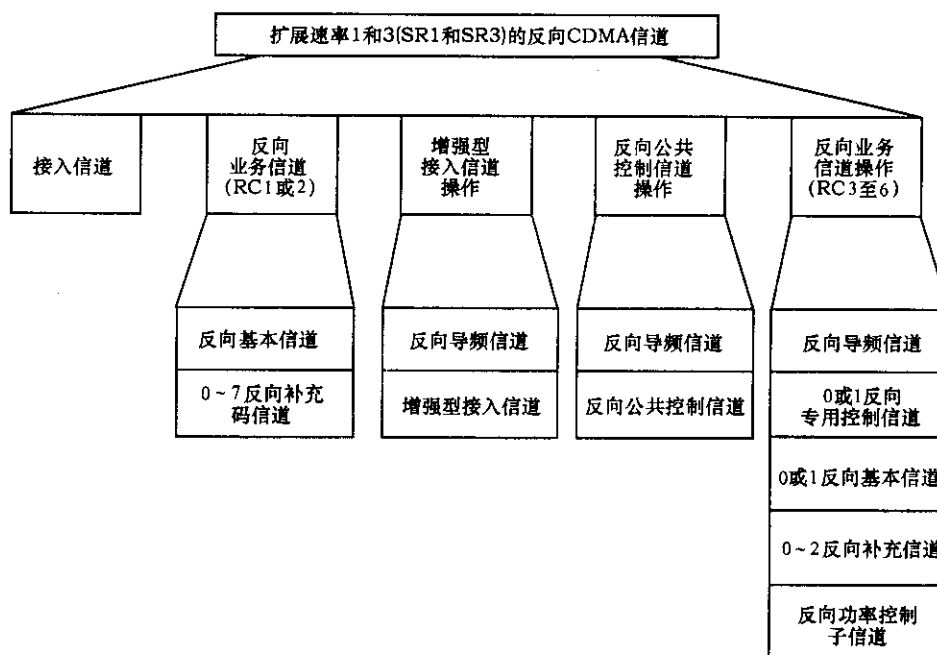 扩展速率1和3(SR1和SR3)的反向CDMA信道
接入信道
反向
业务信道
(RC1或2)
增强型
接入信道
操作
反向公共
控制信道
操作
反向业务
信道操作
(RC3至6)
反向基本信道
0~7反向补充
码信道
反向导频信道
增强型接入信道
反向导频信道
反向公共控制信道
反向导频信道
0或1反向
专用控制信道
0或1反向基本信道
0~2反向补充信道
反向功率控制
子信道